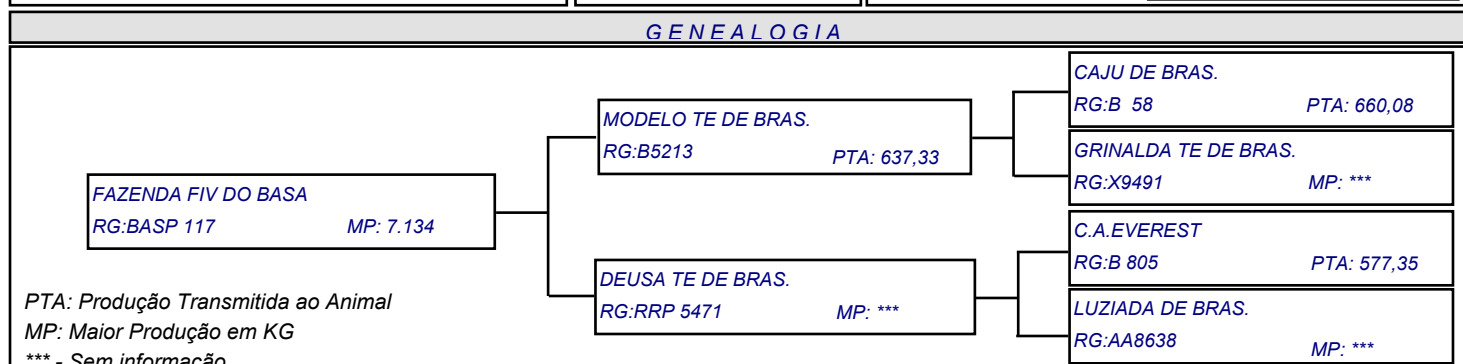 G E N E A L O G I A
CAJU DE BRAS.
RG:B 58 PTA: 660,08
MODELO TE DE BRAS.
RG:B5213 PTA: 637,33
GRINALDA TE DE BRAS.
RG:X9491 MP: ***
FAZENDA FIV DO BASA
RG:BASP 117 MP: 7.134
C.A.EVEREST
RG:B 805 PTA: 577,35
DEUSA TE DE BRAS.
RG:RRP 5471 MP: ***
LUZIADA DE BRAS.
RG:AA8638 MP: ***
PTA: Produção Transmitida ao Animal
MP: Maior Produção em KG
*** - Sem informação